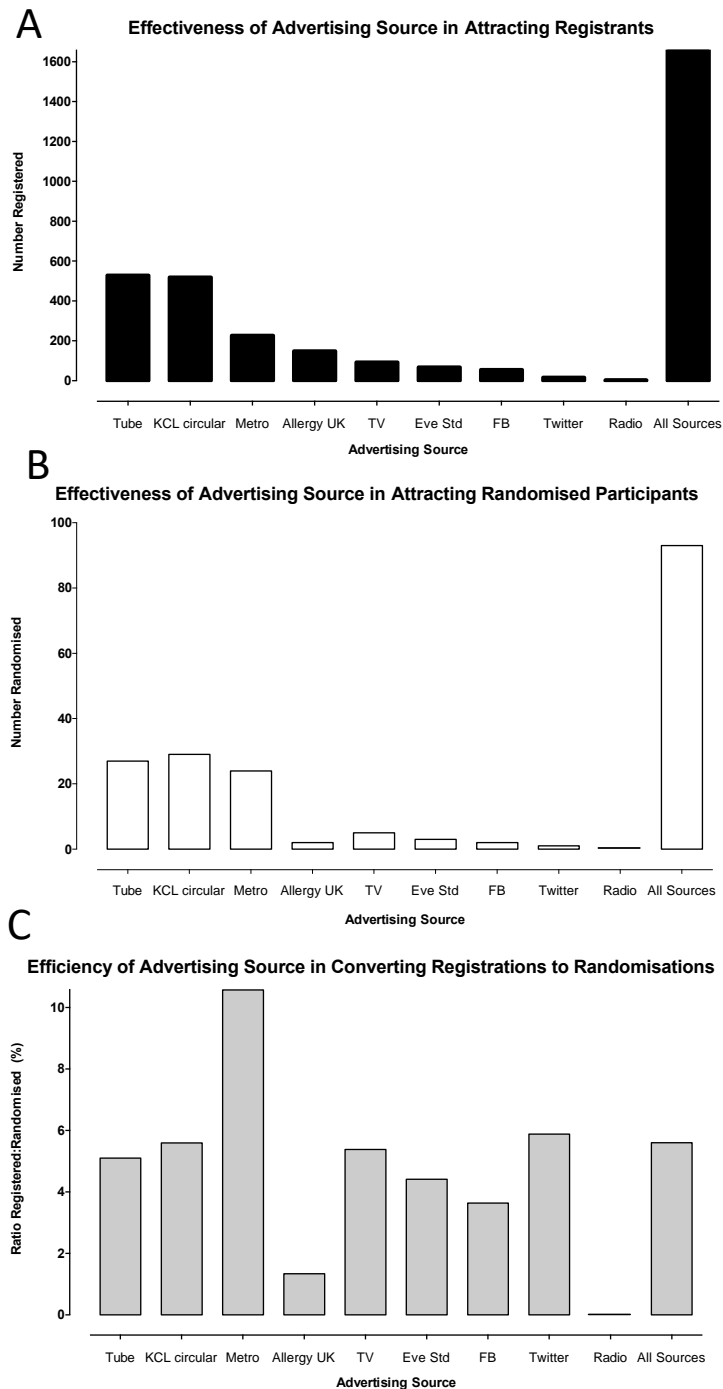 A
Effectiveness of Advertising Source in Attracting Registrants
Number Registered
1600
1400
1200
1000
800
600
400
200
0
Tube KCL circular Metro Allergy UK TV Eve Std FB Twitter Radio All Sources
Advertising Source
B
Effectiveness of Advertising Source in Attracting Randomised Participants
Number Randomised
100
80
60
40
20
0
Tube KCL circular Metro Allergy UK TV Eve Std FB Twitter Radio All Sources
Advertising Source
C
Efficiency of Advertising Source in Converting Registrations to Randomisations
Ratio Registered:Randomised (%)
10
8
6
4
2
0
Tube KCL circular Metro Allergy UK TV Eve Std FB Twitter Radio All Sources
Advertising Source